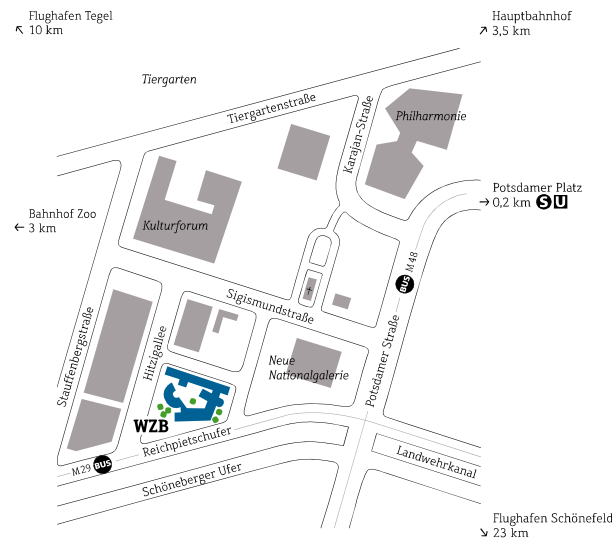 Flughafen Tegel
10 km
Hauptbahnhof
3,5 km
Tiergarten
Tiergartenstraße
Karajan-Straße
Philharmonie
Potsdamer Platz
0,2 km S U
Bahnhof Zoo
3 km
Kulturforum
BUS M48
Sigismundstraße
Stauffenbergstraße
Hitzigallee
Neue
Nationalgalerie
Potsdamer Straße
WZB
Reichpietschufer
M29 BUS
Landwehrkanal
Schöneberger Ufer
Flughafen Schönefeld
23 km